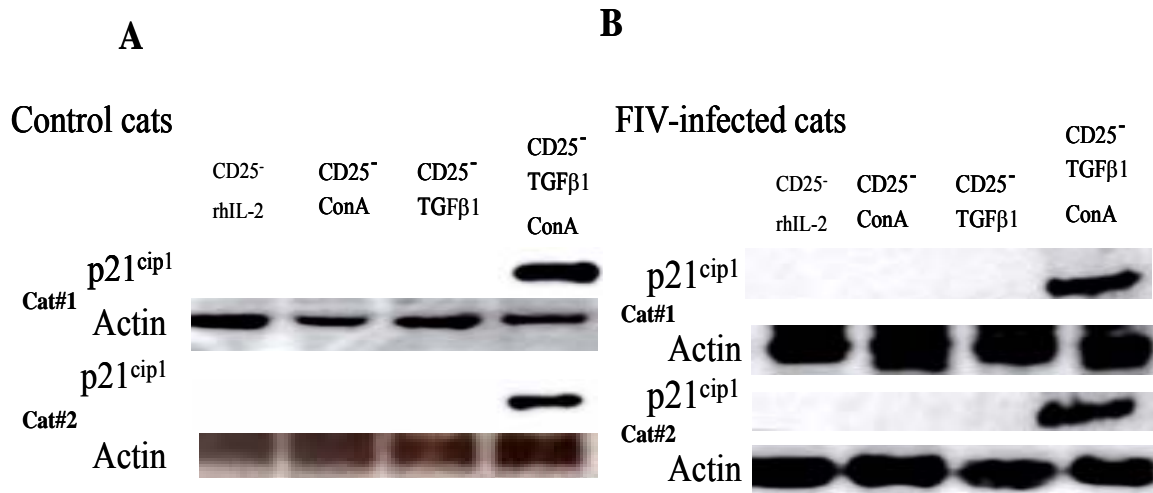 A
B
Control cats
CD25-
rhIL-2
CD25-
ConA
CD25-
TGFβ1
CD25-
TGFβ1
ConA
p21cip1
Cat#1
Actin
p21cip1
Cat#2
Actin
FIV-infected cats
CD25-
rhIL-2
CD25-
ConA
CD25-
TGFβ1
CD25-
TGFβ1
ConA
p21cip1
Cat#1
Actin
p21cip1
Cat#2
Actin